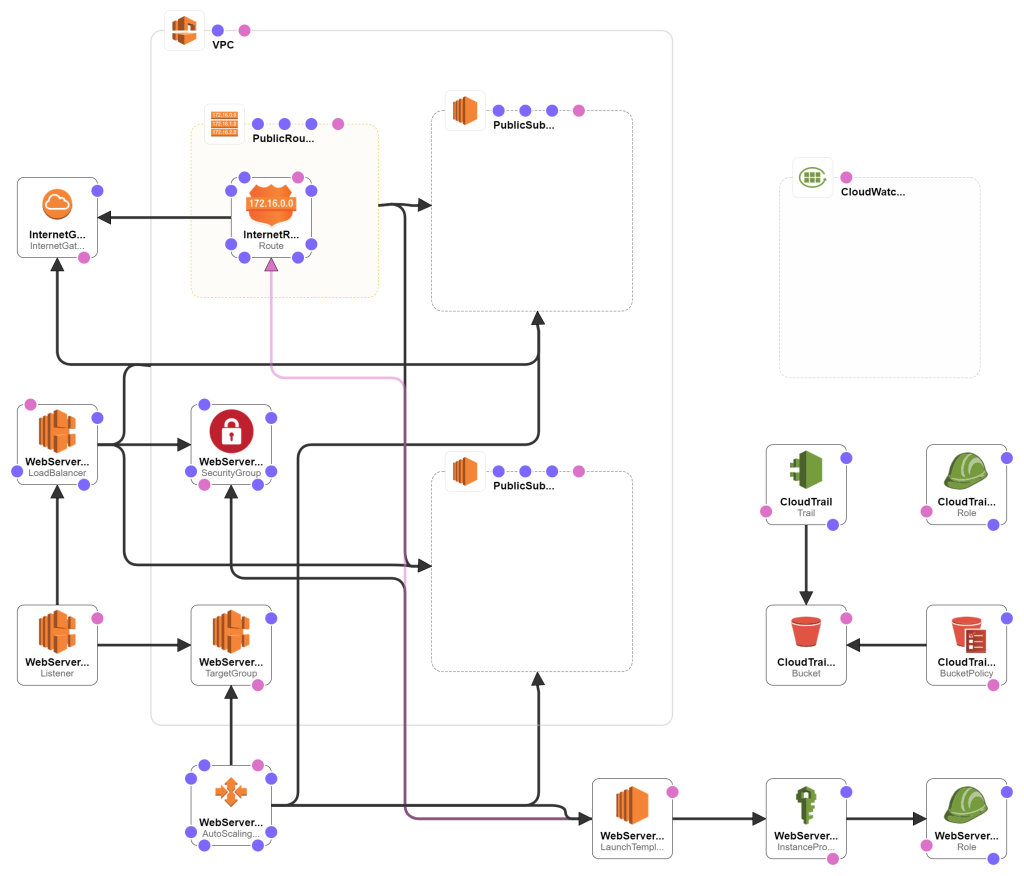 VPC
172.16.0.0
172.16.1.0
172.16.2.0
PublicRou...
PublicSub...
CloudWatc...
172.16.0.0
InternetG...
InternetGat...
InternetR...
Route
WebServer...
LoadBalancer
WebServer...
SecurityGroup
PublicSub...
CloudTrail
Trail
CloudTrai...
Role
WebServer...
Listener
WebServer...
TargetGroup
CloudTrai...
Bucket
CloudTrai...
BucketPolicy
WebServer...
AutoScaling...
WebServer...
LaunchTempl...
WebServer...
InstancePro...
WebServer...
Role